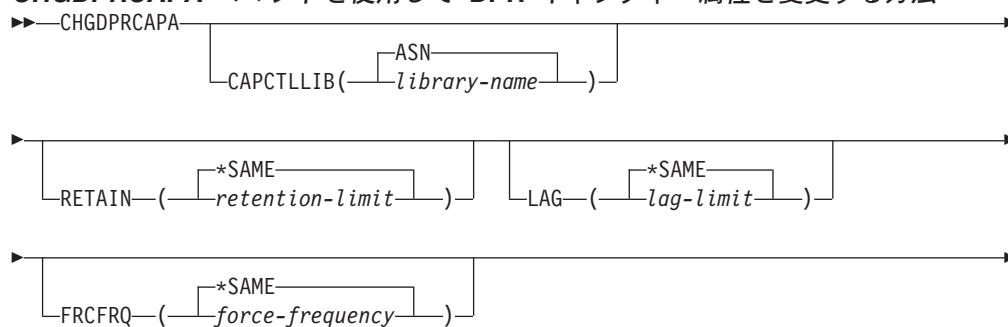 CHGDPRCAPA コマンドを使用して DPR キャプチャー属性を変更する方法
CHGDPRCAPA
ASN
CAPCTLLIB( library-name )
*SAME *SAME
RETAIN ( retention-limit ) LAG ( lag-limit )
*SAME
FRCFRQ ( force-frequency )